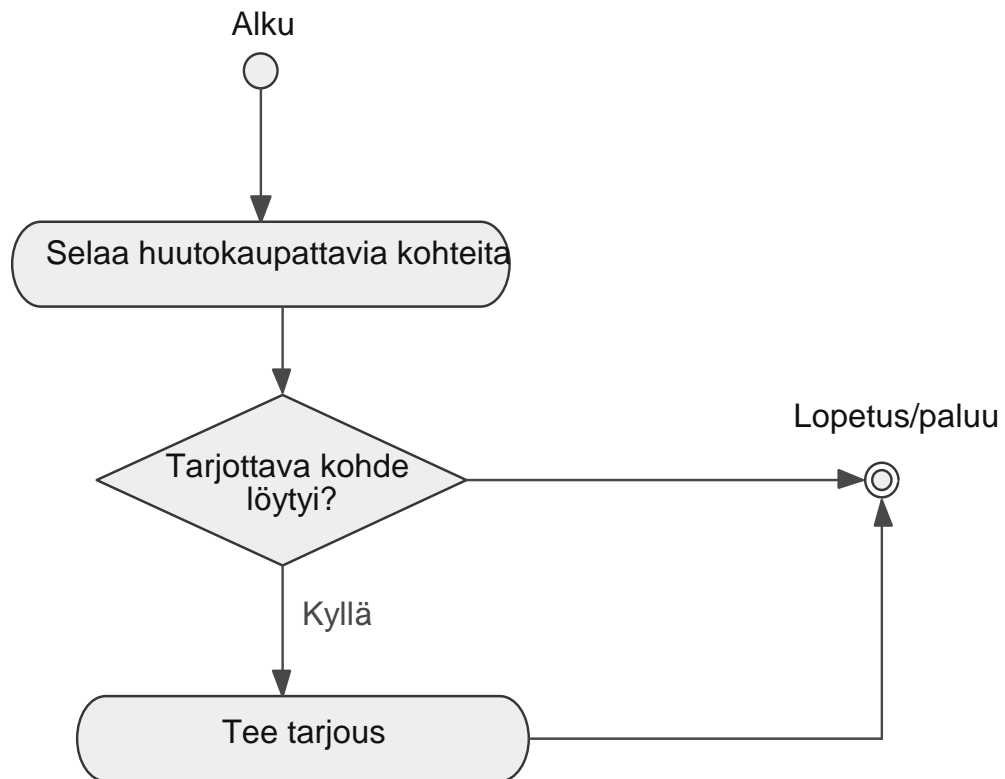 Alku
Selaa huutokaupattavia kohteita
Lopetus/paluu
Tarjottava kohde
löytyi?
Kyllä
Tee tarjous